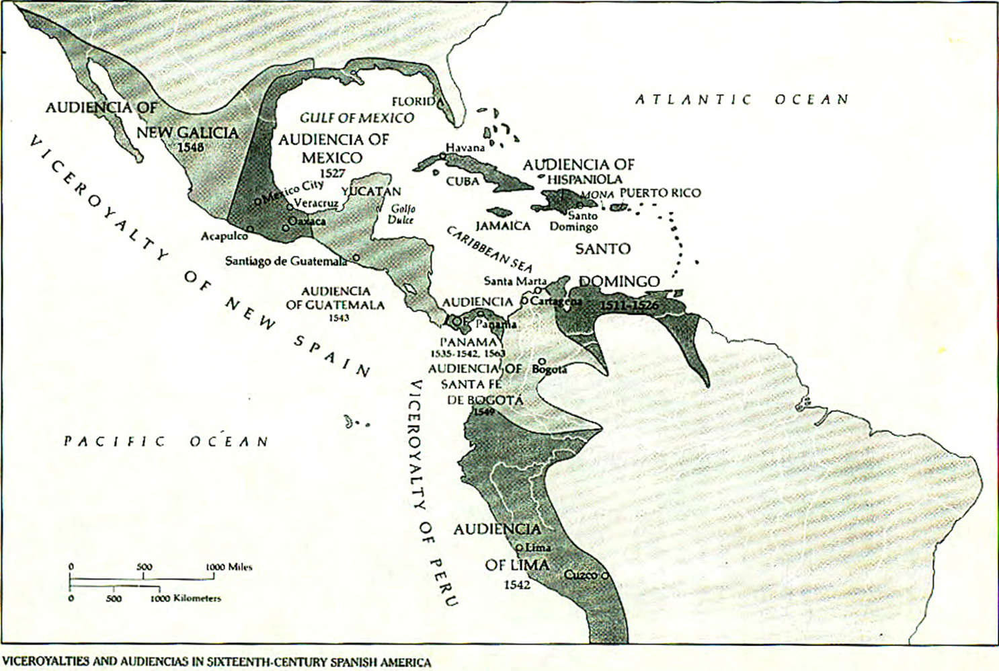 ATLANTIC OCEAN
FLORIDA
GULF OF MEXICO
AUDIENCIA OF
NEW GALICIA
1548
AUDIENCIA OF
MEXICO
1527
Havana
CUBA
AUDIENCIA OF
HISPANIOLA
MONA
PUERTO RICO
Mexico City
Veracruz
YUCATAN
Golfo
Dulce
Oaxaca
Acapulco
JAMAICA
Santo
Domingo
CARIBBEAN SEA
SANTO
DOMINGO
1511-1526
Santiago de Guatemala
Santa Marta
Cartagena
AUDIENCIA
OF GUATEMALA
1543
AUDIENCIA
OF
Panama
PANAMA
1535-1542, 1563
VICEROYALTY OF NEW SPAIN
AUDIENCIA OF
SANTA FE
DE BOGOTÁ
1549
Bogota
PACIFIC OCEAN
VICEROYALTY OF PERU
AUDIENCIA
Lima
OF LIMA
1542
Cuzco
0 500 1000 Miles
0 500 1000 Kilometers
VICEROYALTIES AND AUDIENCIAS IN SIXTEENTH-CENTURY SPANISH AMERICA